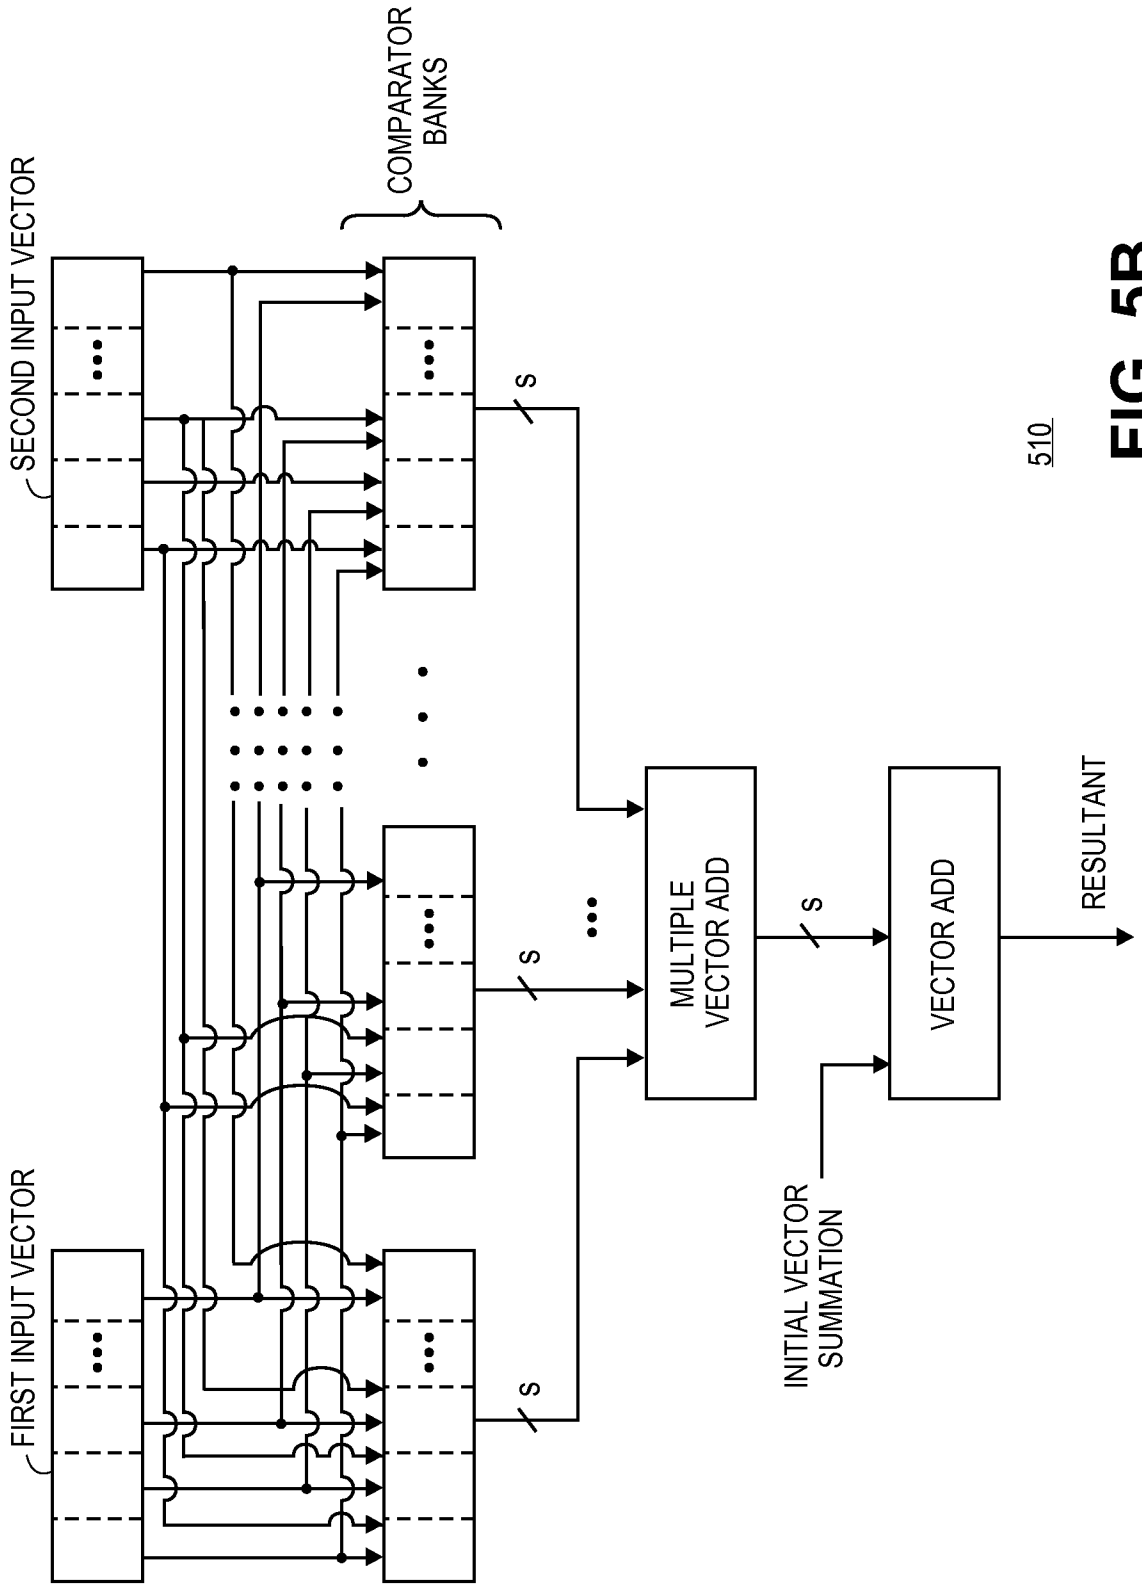 FIRST INPUT VECTOR
SECOND INPUT VECTOR
COMPARATOR
BANKS
s
s
s
MULTIPLE
VECTOR ADD
s
INITIAL VECTOR
SUMMATION
VECTOR ADD
RESULTANT
510
FIG. 5B